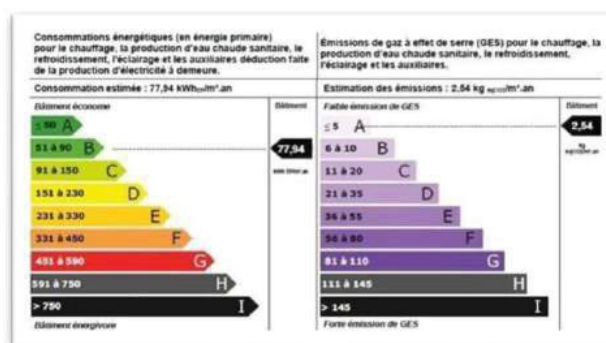 Consommations énergétiques (en énergie primaire)
pour le chauffage, la production d'eau chaude sanitaire, le
refroidissement, l'éclairage et les auxiliaires déduction faite
de la production d'électricité à demeure.
Consommation estimée : 77,94 kWh/m².an
Bâtiment économe
Bâtiment
≤ 50 A
51 à 90 B
77,94
91 à 150 C
151 à 230 D
231 à 330 E
331 à 450 F
451 à 590 G
591 à 750 H
> 750 I
Bâtiment énergivore
Émissions de gaz à effet de serre (GES) pour le chauffage, la
production d'eau chaude sanitaire, le refroidissement,
l'éclairage et les auxiliaires.
Estimation des émissions : 2,54 kg /m².an
Faible émission de GES
Bâtiment
≤ 5 A
2,54
6 à 10 B
11 à 20 C
21 à 35 D
36 à 55 E
56 à 80 F
81 à 110 G
111 à 145 H
> 145 I
Forte émission de GES